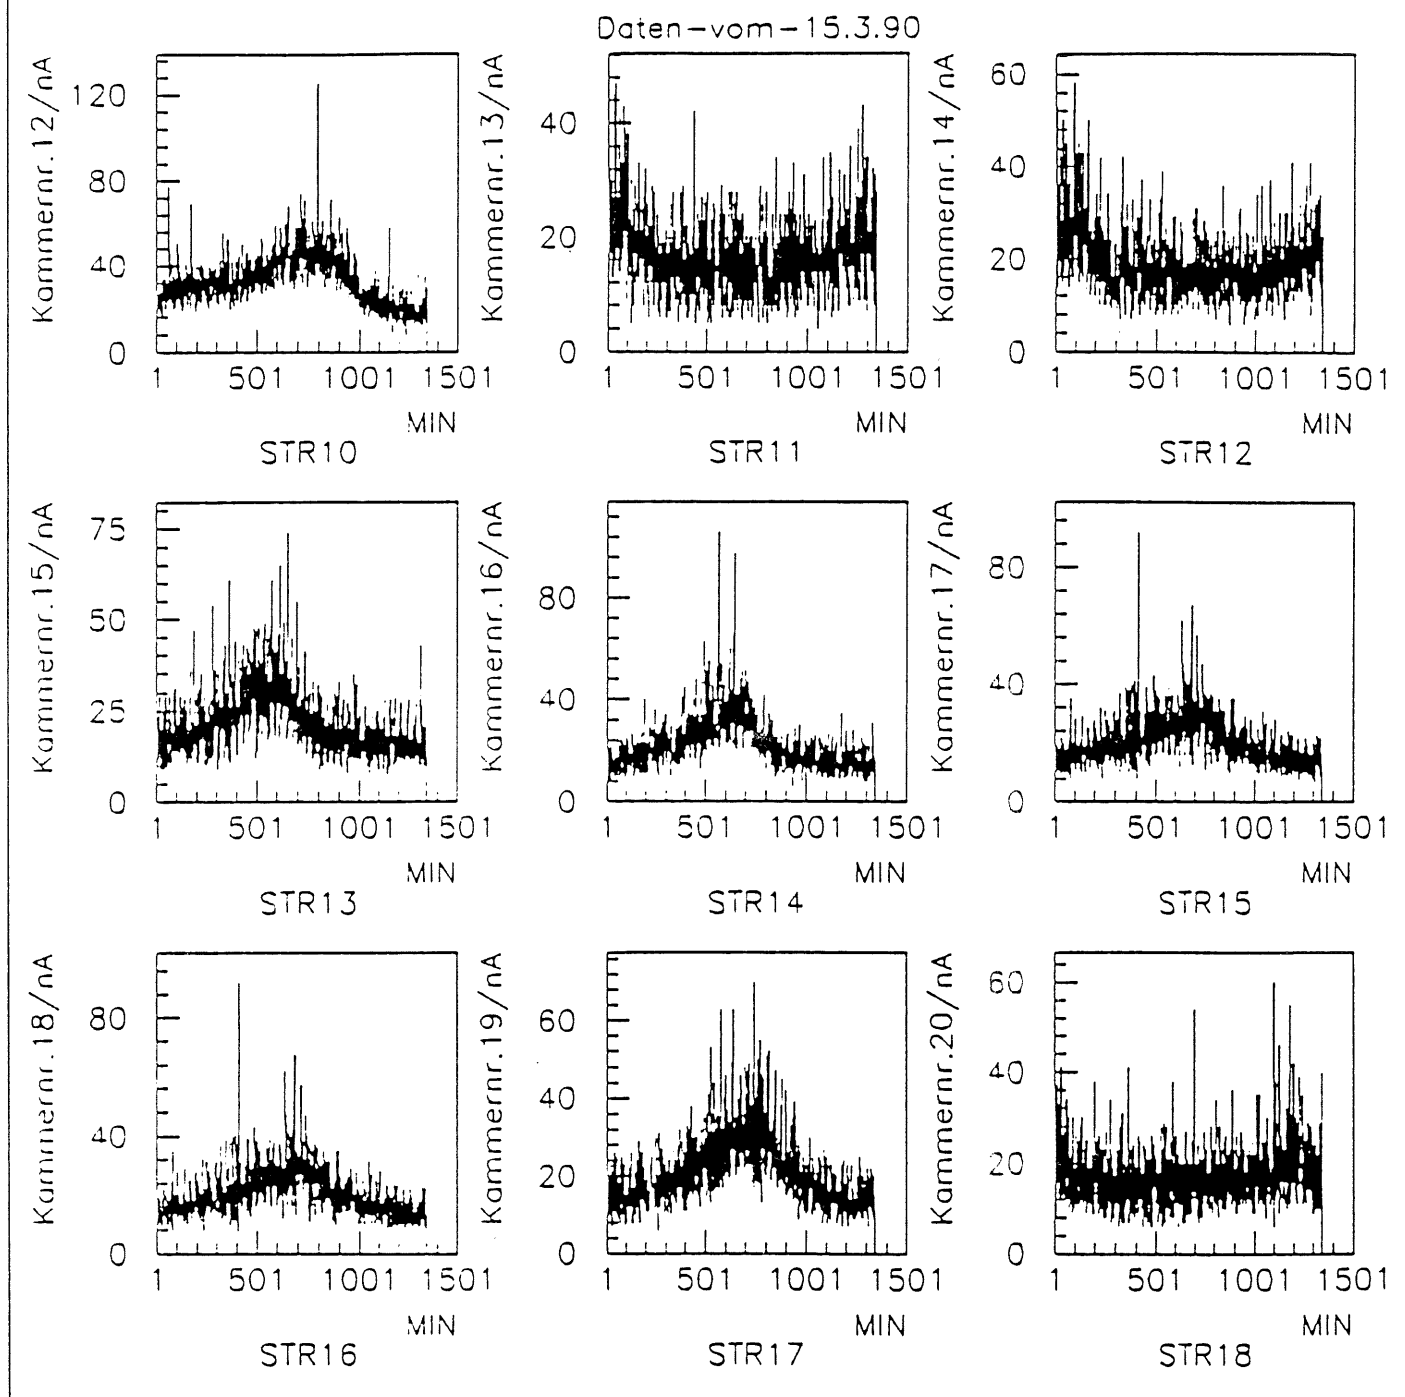 Daten-vom-15.3.90
Kammernr.12/nA
120
80
40
0
1 501 1001 1501
MIN
STR10
Kammernr.13/nA
40
20
0
1 501 1001 1501
MIN
STR11
Kammernr.14/nA
60
40
20
0
1 501 1001 1501
MIN
STR12
Kammernr.15/nA
75
50
25
0
1 501 1001 1501
MIN
STR13
Kammernr.16/nA
80
40
0
1 501 1001 1501
MIN
STR14
Kammernr.17/nA
80
40
0
1 501 1001 1501
MIN
STR15
Kammernr.18/nA
80
40
0
1 501 1001 1501
MIN
STR16
Kammernr.19/nA
60
40
20
0
1 501 1001 1501
MIN
STR17
Kammernr.20/nA
60
40
20
0
1 501 1001 1501
MIN
STR18